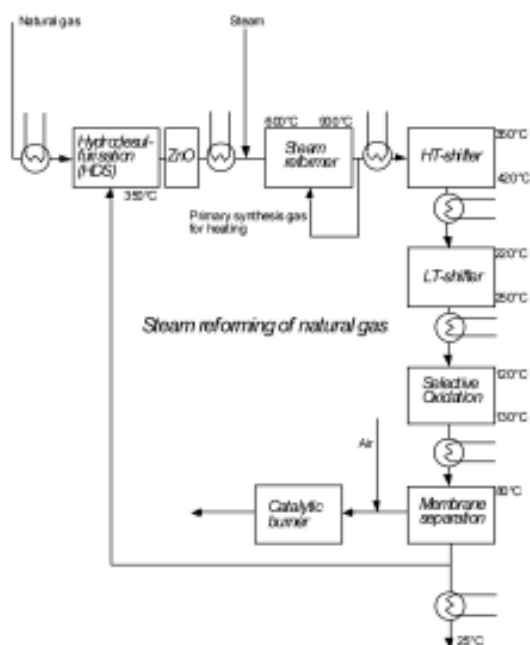 Natural gas
Steam
Hydrodesul-
furisation
(HDS)
350°C
ZnO
600°C
900°C
Steam
reformer
Primary synthesis gas
for heating
350°C
HT-shifter
420°C
220°C
LT-shifter
250°C
Steam reforming of natural gas
120°C
Selective
Oxidation
130°C
Air
80°C
Catalytic
burner
Membrane
separation
25°C